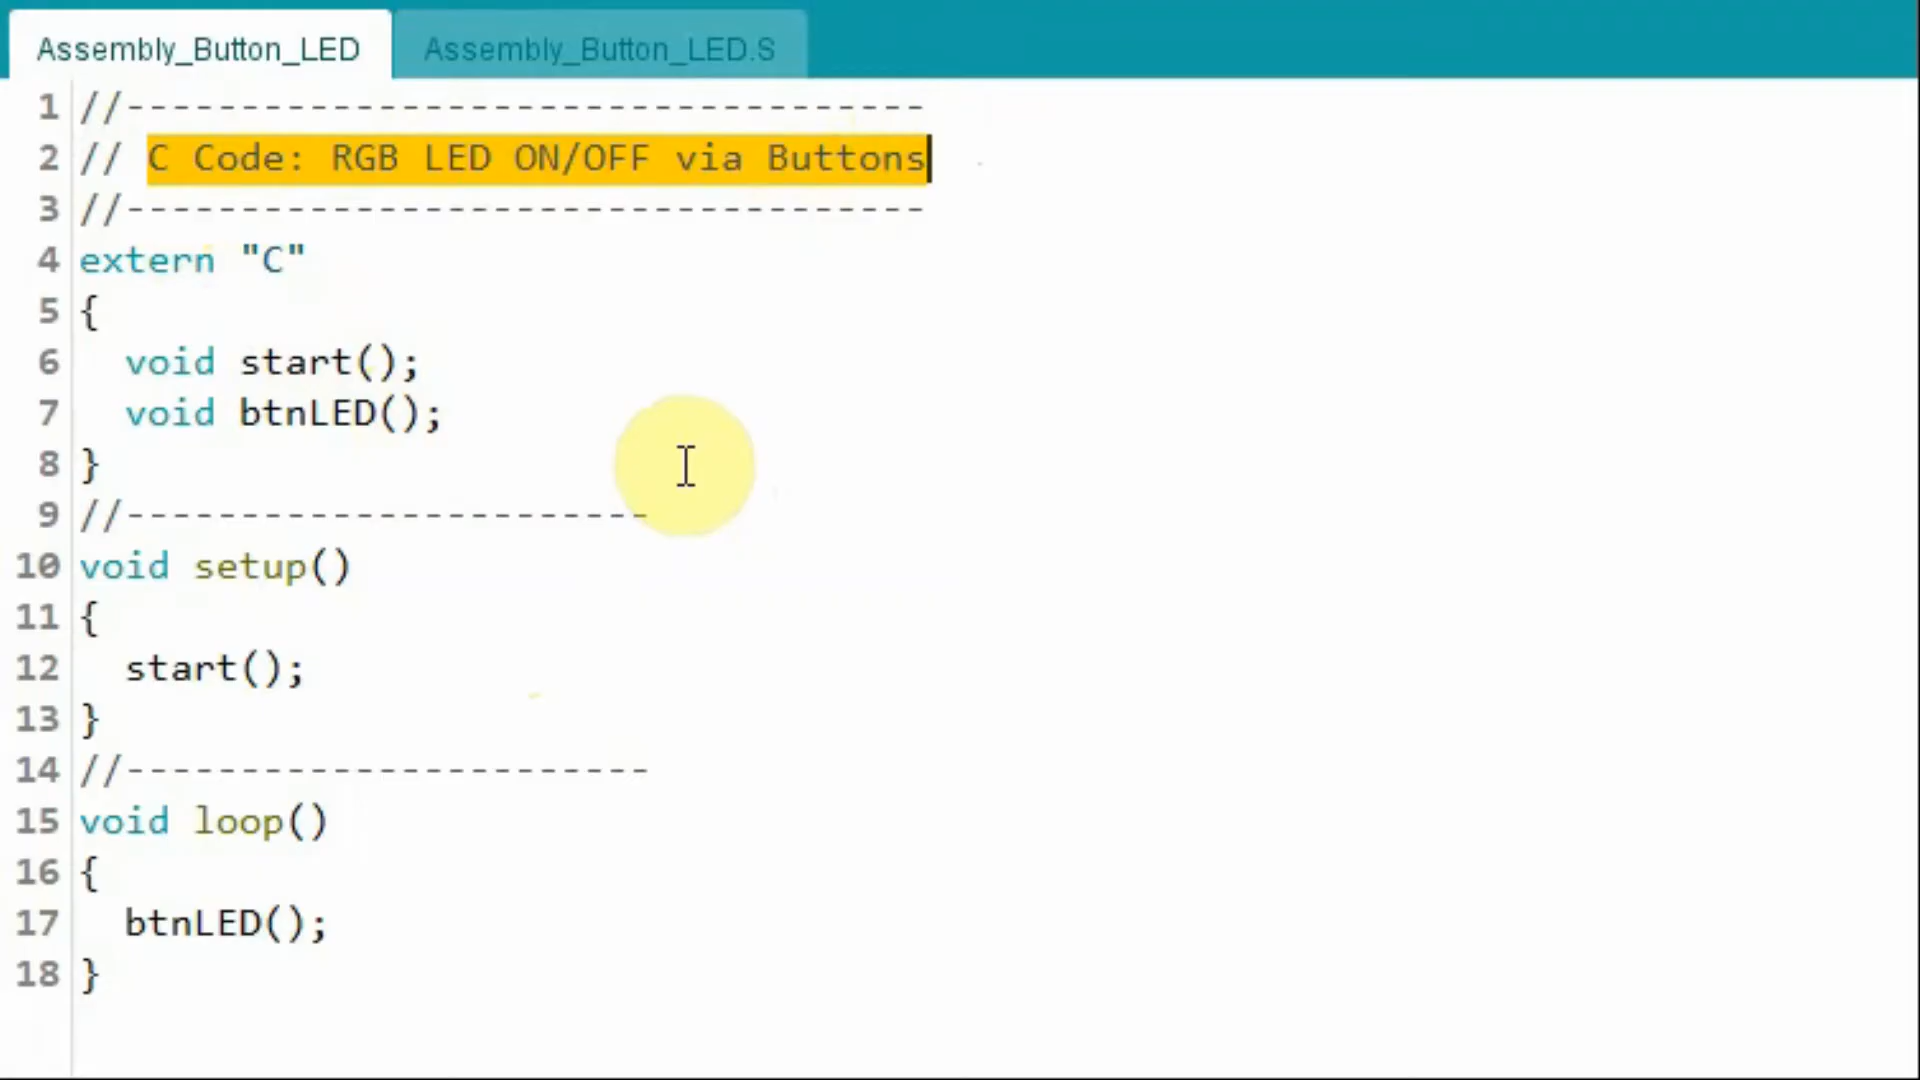 Assembly_Button_LED Assembly_Button_LED.S
1 //-----------------------------------
2 // C Code: RGB LED ON/OFF via Buttons
3 //-----------------------------------
4 extern "C"
5 {
6   void start();
7   void btnLED();
8 }
9 //-----------------------
10 void setup()
11 {
12   start();
13 }
14 //-----------------------
15 void loop()
16 {
17   btnLED();
18 }